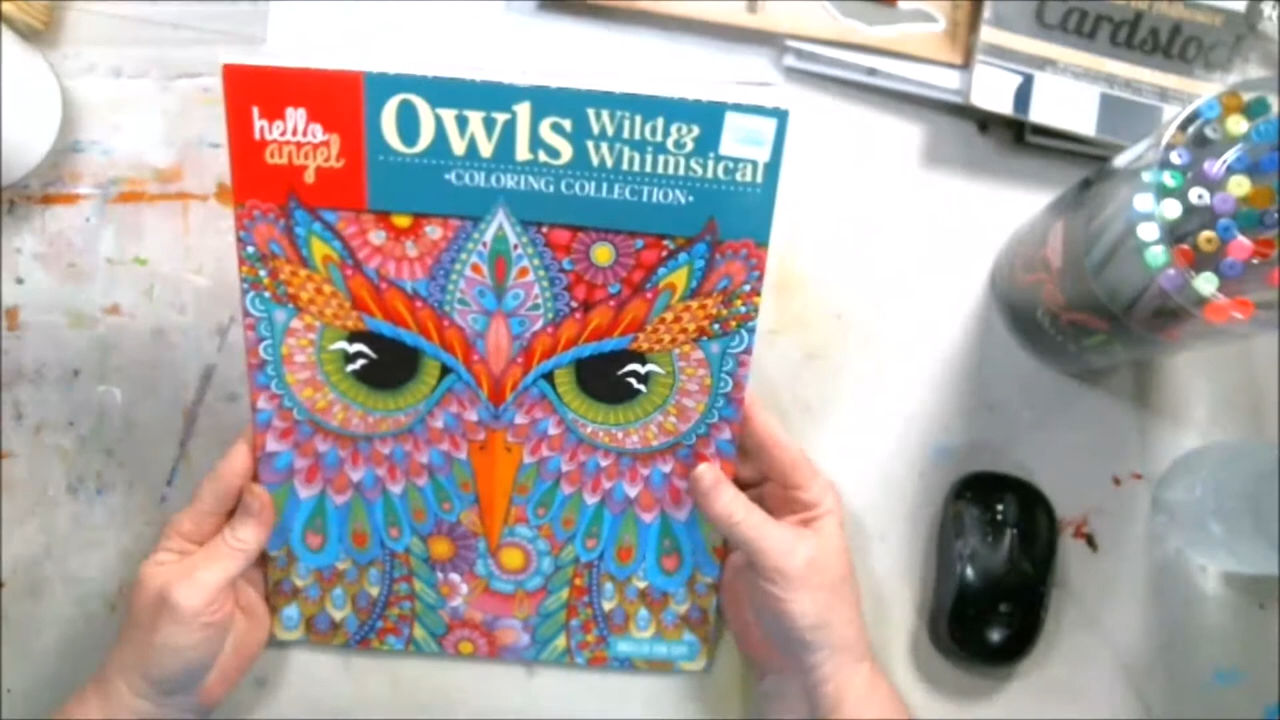 hello
angel
Owls
Wild &
Whimsical
•COLORING COLLECTION•
Cardstock